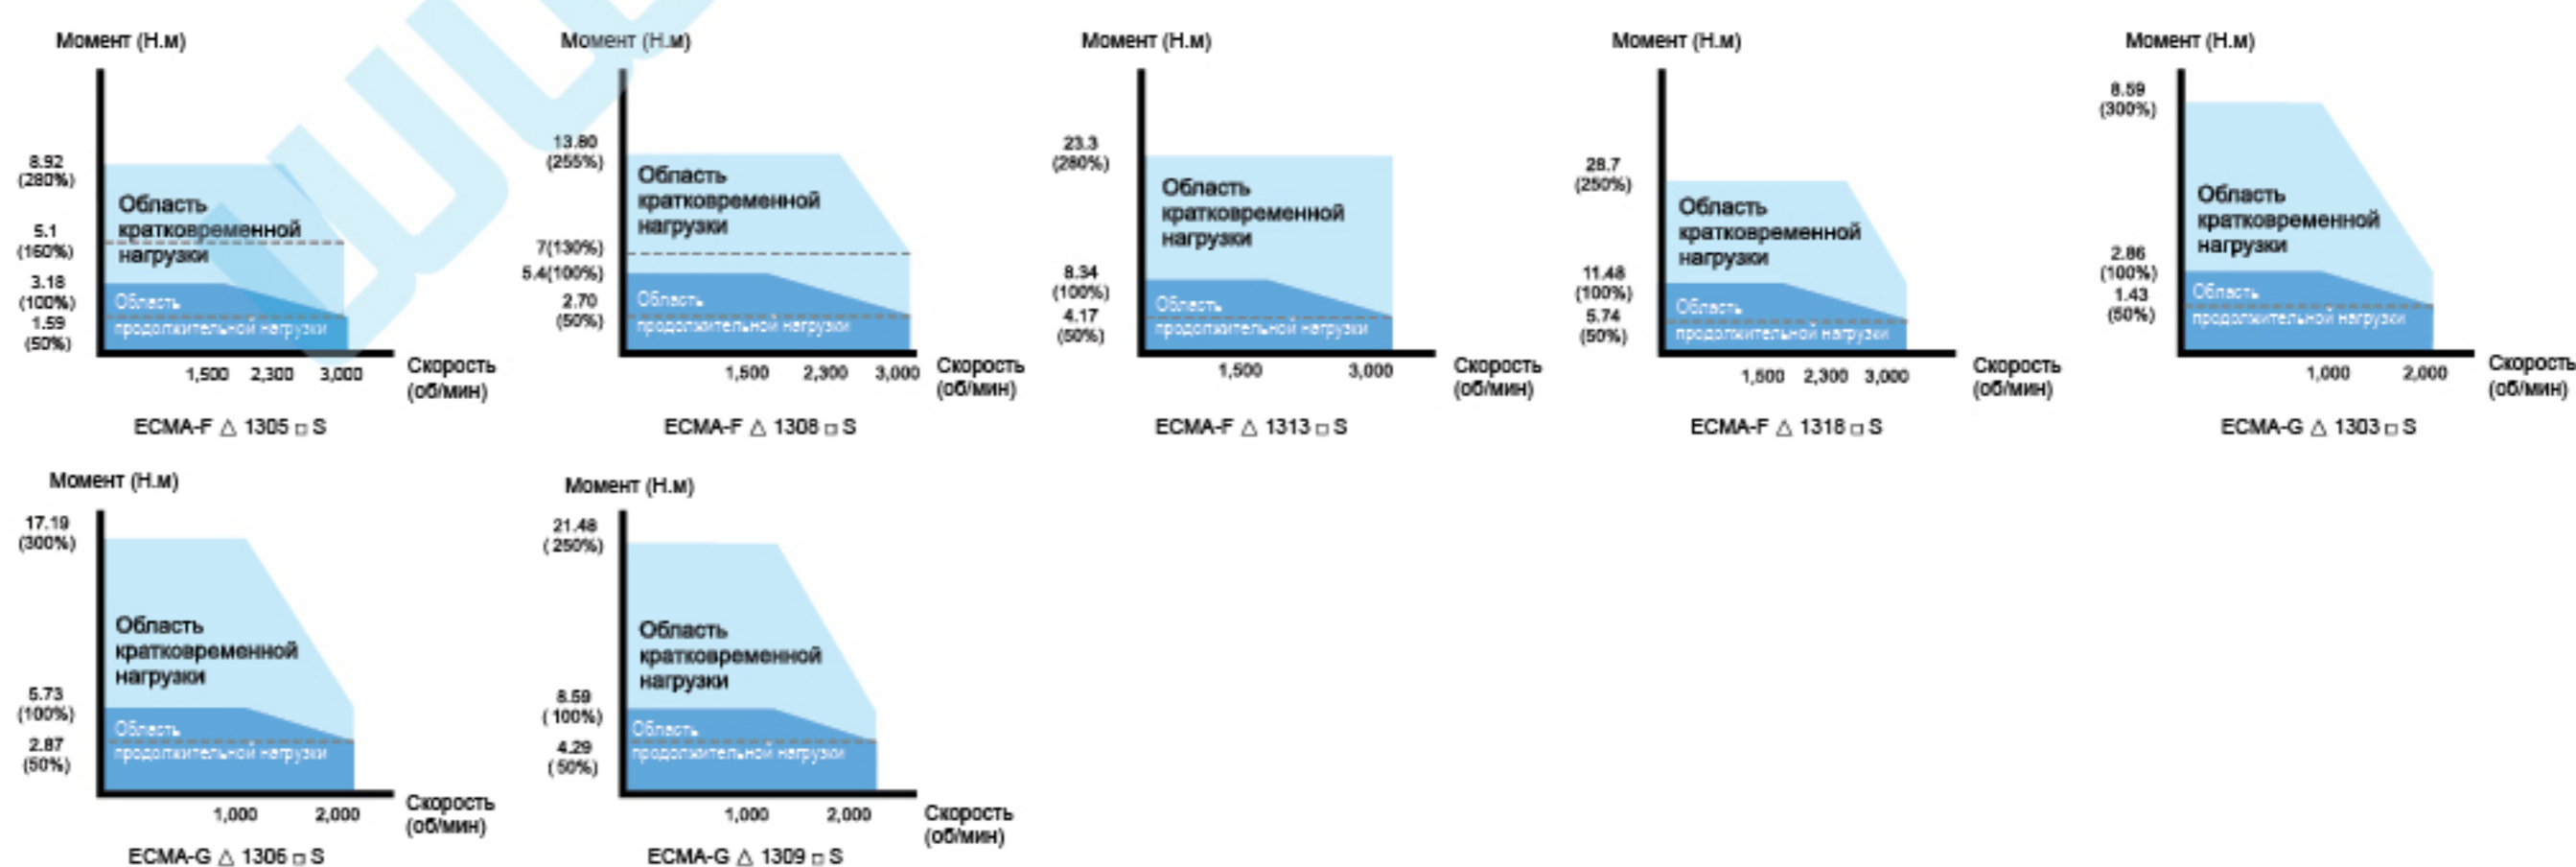 Момент (Н.м)
8.92
(280%)
5.1
(160%)
3.18
(100%)
1.59
(50%)
Область
кратковременной
нагрузки
Область
продолжительной нагрузки
1,500 2,300 3,000
Скорость
(об/мин)
ECMA-F △ 1305 □ S
Момент (Н.м)
13.80
(255%)
7(130%)
5.4(100%)
2.70
(50%)
Область
кратковременной
нагрузки
Область
продолжительной нагрузки
1,500 2,300 3,000
Скорость
(об/мин)
ECMA-F △ 1308 □ S
Момент (Н.м)
23.3
(280%)
8.34
(100%)
4.17
(50%)
Область
кратковременной
нагрузки
Область
продолжительной нагрузки
1,500 3,000
Скорость
(об/мин)
ECMA-F △ 1313 □ S
Момент (Н.м)
28.7
(250%)
11.48
(100%)
5.74
(50%)
Область
кратковременной
нагрузки
Область
продолжительной нагрузки
1,500 2,300 3,000
Скорость
(об/мин)
ECMA-F △ 1318 □ S
Момент (Н.м)
8.59
(300%)
2.86
(100%)
1.43
(50%)
Область
кратковременной
нагрузки
Область
продолжительной нагрузки
1,000 2,000
Скорость
(об/мин)
ECMA-G △ 1303 □ S
Момент (Н.м)
17.19
(300%)
5.73
(100%)
2.87
(50%)
Область
кратковременной
нагрузки
Область
продолжительной нагрузки
1,000 2,000
Скорость
(об/мин)
ECMA-G △ 1306 □ S
Момент (Н.м)
21.48
( 250%)
8.59
( 100%)
4.29
( 50%)
Область
кратковременной
нагрузки
Область
продолжительной нагрузки
1,000 2,000
Скорость
(об/мин)
ECMA-G △ 1309 □ S